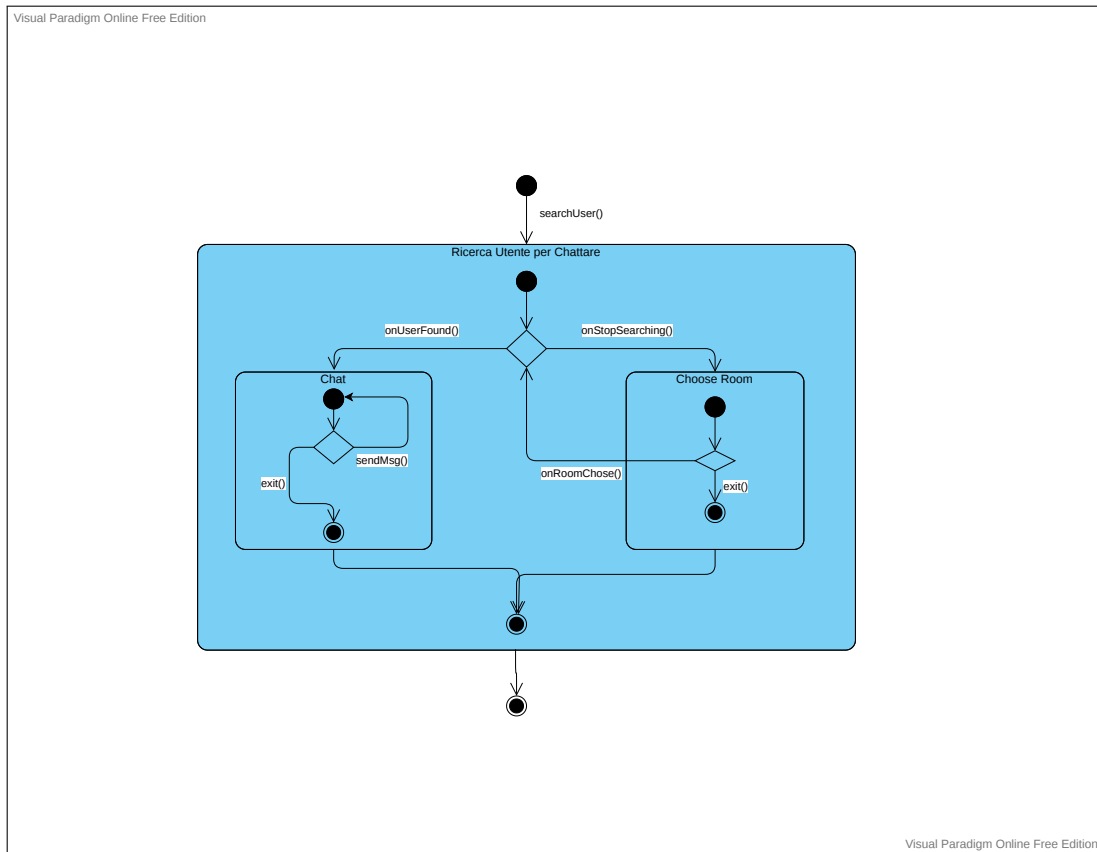 Visual Paradigm Online Free Edition
searchUser()
Ricerca Utente per Chattare
onUserFound()
onStopSearching()
Chat
Choose Room
sendMsg()
onRoomChose()
exit()
exit()
Visual Paradigm Online Free Edition